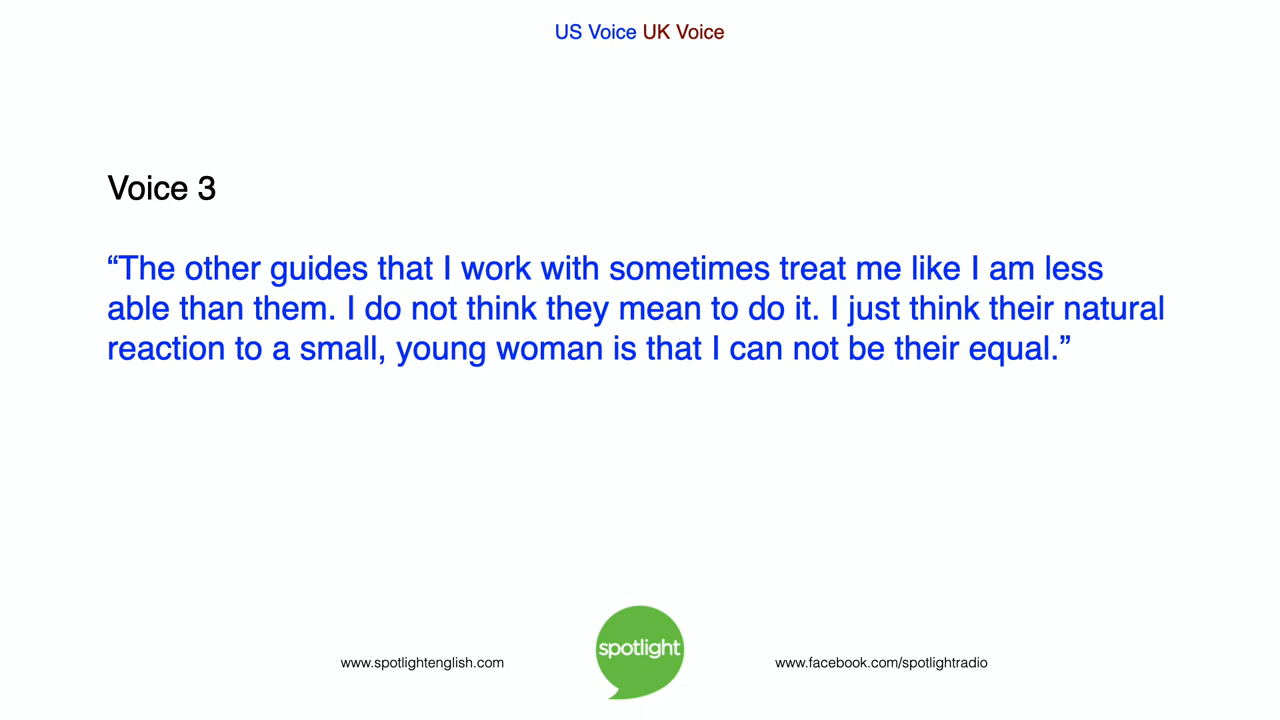 US Voice UK Voice
Voice 3
“The other guides that I work with sometimes treat me like I am less
able than them. I do not think they mean to do it. I just think their natural
reaction to a small, young woman is that I can not be their equal.”
spotlight
www.spotlightenglish.com
www.facebook.com/spotlightradio